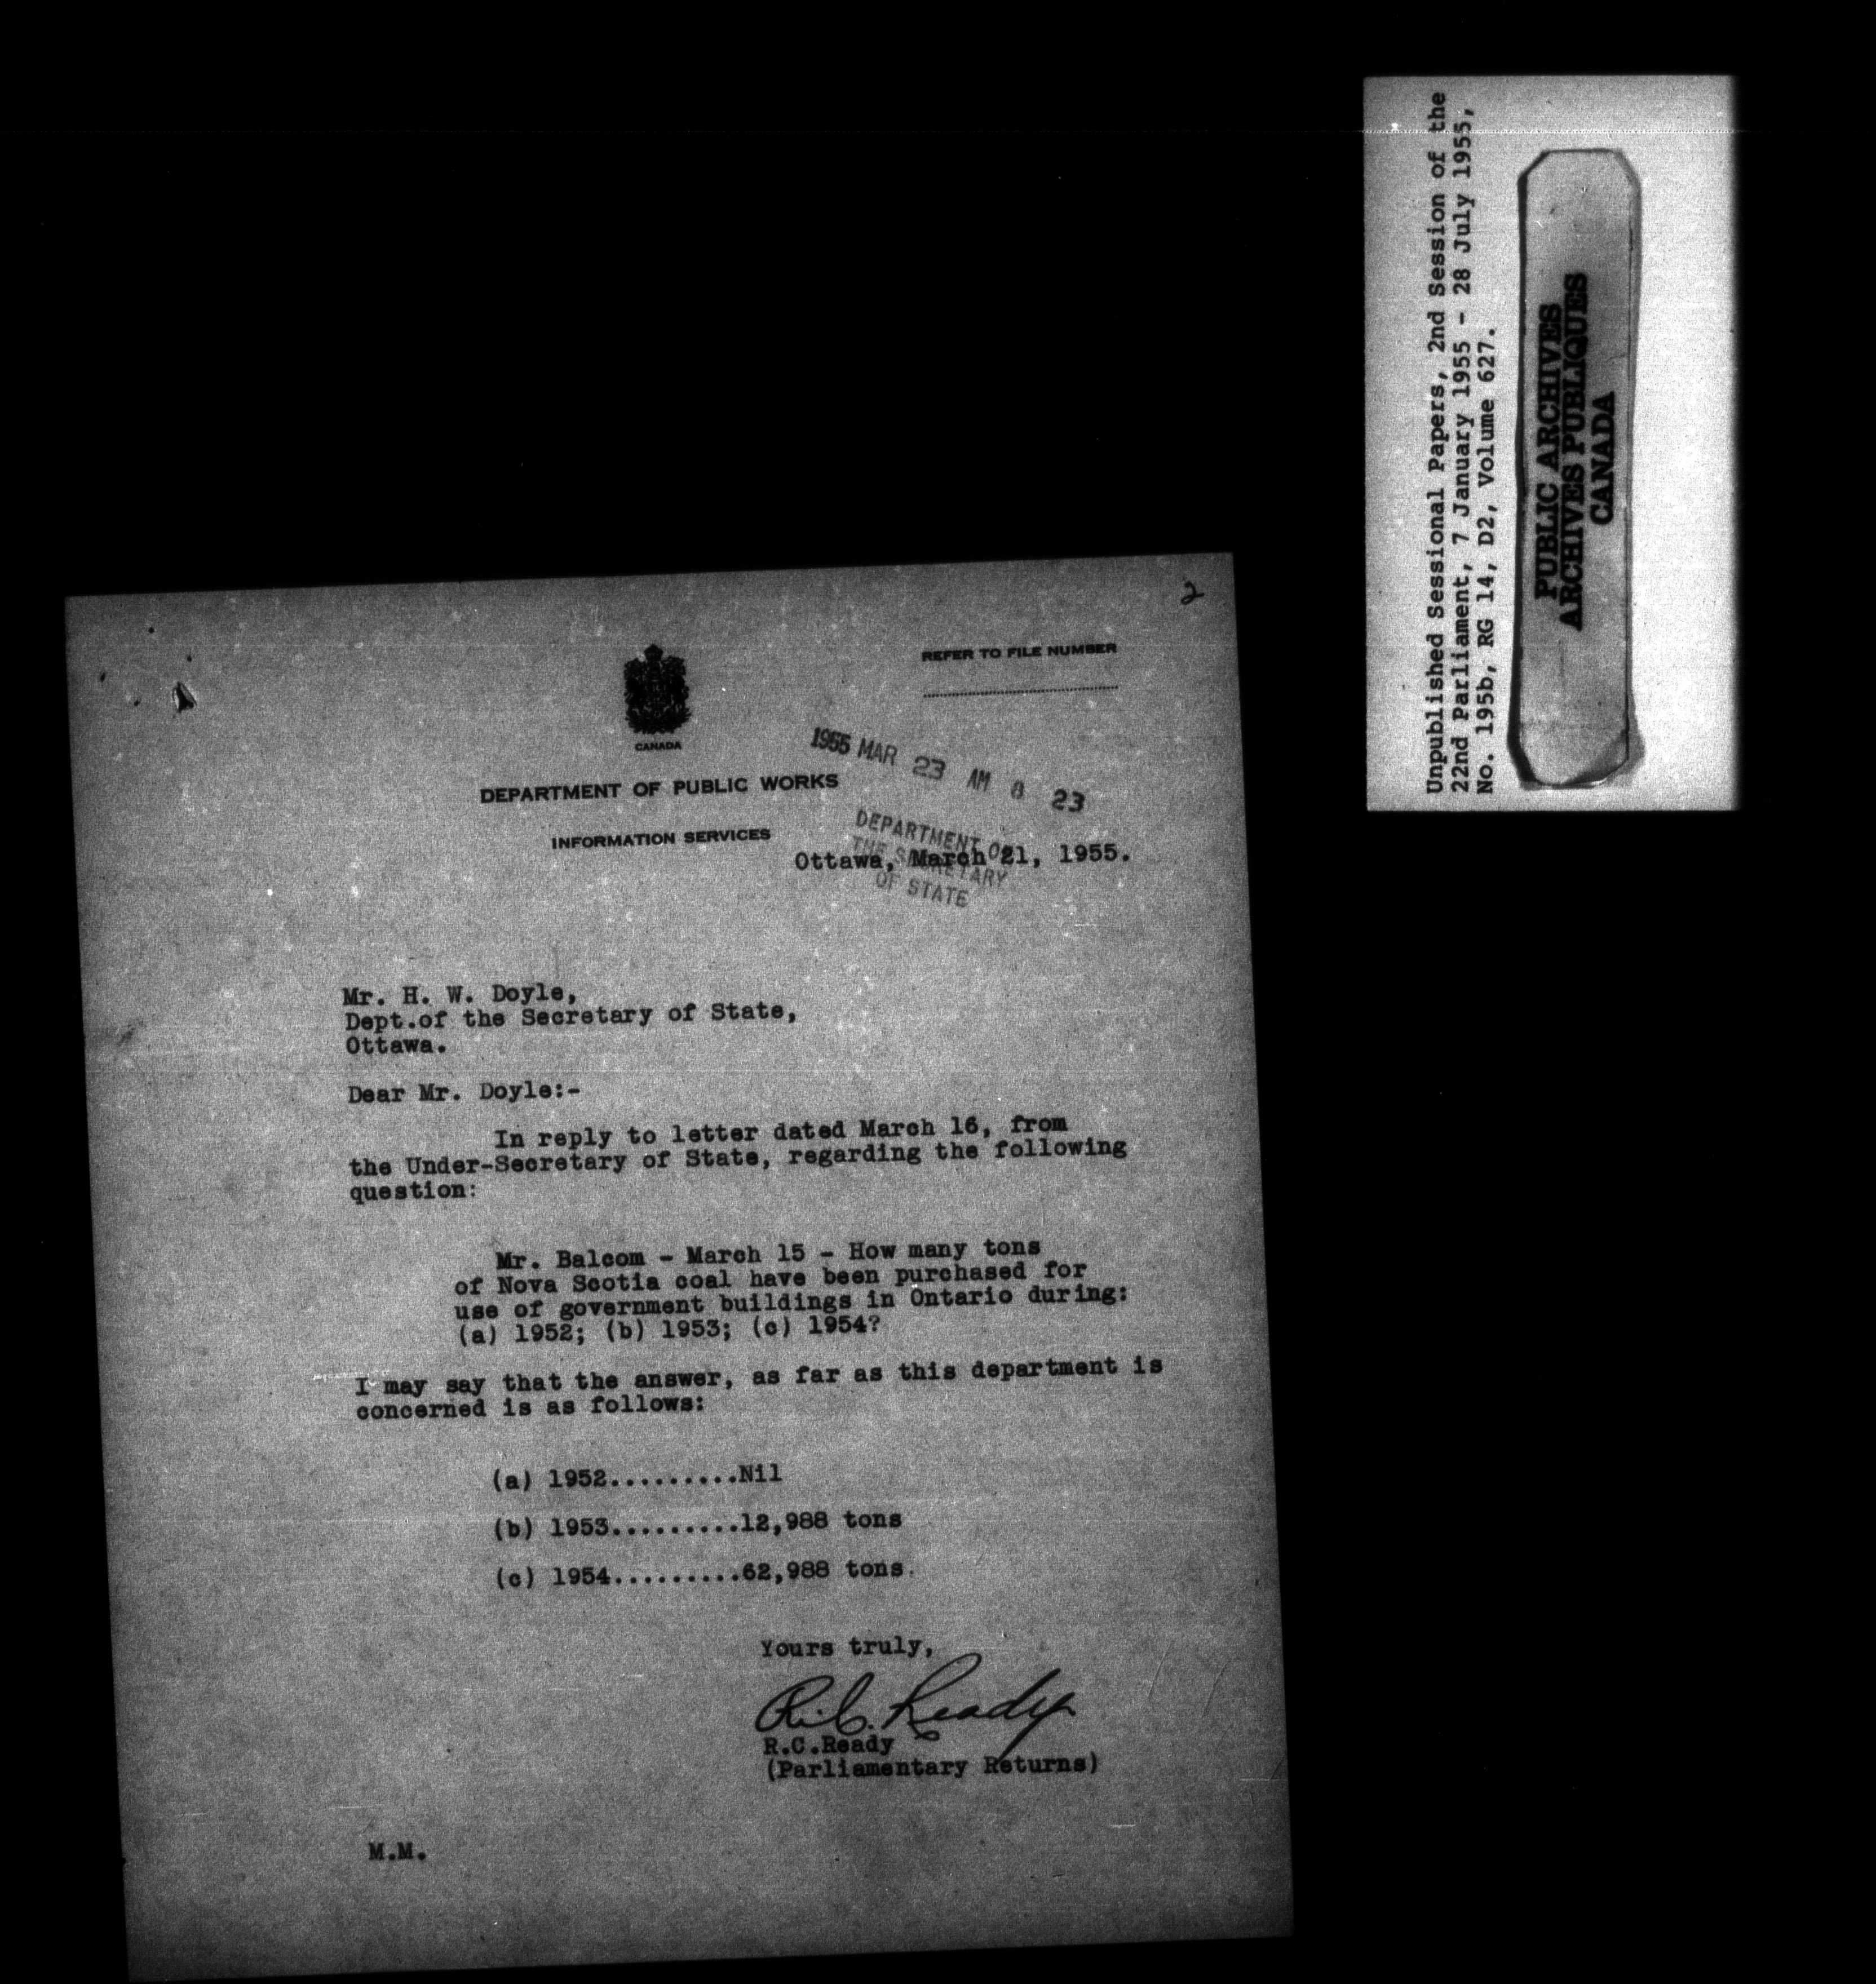 2
REFER TO FILE NUMBER
CANADA
1955 MAR 23 AM 8 23
DEPARTMENT OF PUBLIC WORKS
INFORMATION SERVICES
DEPARTMENT OF
THE SECRETARY
OF STATE
Ottawa, March 21, 1955.
Mr. H. W. Doyle,
Dept.of the Secretary of State,
Ottawa.
Dear Mr. Doyle:-
In reply to letter dated March 16, from
the Under-Secretary of State, regarding the following
question:
Mr. Balcom - March 15 - How many tons
of Nova Scotia coal have been purchased for
use of government buildings in Ontario during:
(a) 1952; (b) 1953; (c) 1954?
I may say that the answer, as far as this department is
concerned is as follows:
(a) 1952.........Nil
(b) 1953.........12,988 tons
(c) 1954.........62,988 tons.
Yours truly,
R.C. Ready
R.C.Ready
(Parliamentary Returns)
M.M.
Unpublished Sessional Papers, 2nd Session of the
22nd Parliament, 7 January 1955 - 28 July 1955,
No. 195b, RG 14, D2, Volume 627.
PUBLIC ARCHIVES
ARCHIVES PUBLIQUES
CANADA